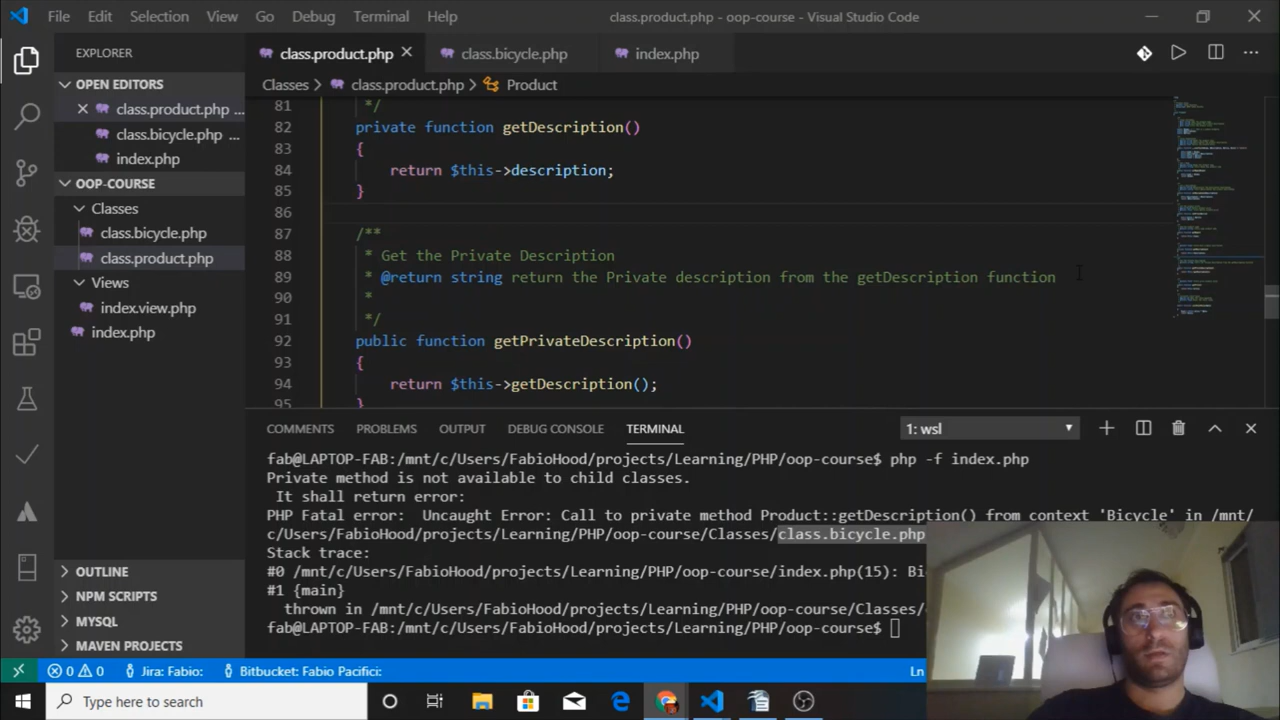 File Edit Selection View Go Debug Terminal Help class.product.php - oop-course - Visual Studio Code
EXPLORER
OPEN EDITORS
class.product.php ...
class.bicycle.php ...
index.php
OOP-COURSE
Classes
class.bicycle.php
class.product.php
Views
index.view.php
index.php
OUTLINE
NPM SCRIPTS
MYSQL
MAVEN PROJECTS
class.product.php class.bicycle.php index.php
Classes > class.product.php > Product
81 */
82 private function getDescription()
83 {
84 return $this->description;
85 }
86
87 /**
88 * Get the Private Description
89 * @return string return the Private description from the getDescription function
90 *
91 */
92 public function getPrivateDescription()
93 {
94 return $this->getDescription();
95 }
COMMENTS PROBLEMS OUTPUT DEBUG CONSOLE TERMINAL 1: wsl
fab@LAPTOP-FAB:/mnt/c/Users/FabioHood/projects/Learning/PHP/oop-course$ php -f index.php
Private method is not available to child classes.
It shall return error:
PHP Fatal error: Uncaught Error: Call to private method Product::getDescription() from context 'Bicycle' in /mnt/
c/Users/FabioHood/projects/Learning/PHP/oop-course/Classes/class.bicycle.php
Stack trace:
#0 /mnt/c/Users/FabioHood/projects/Learning/PHP/oop-course/index.php(15): Bi
#1 {main}
thrown in /mnt/c/Users/FabioHood/projects/Learning/PHP/oop-course/Classes/
fab@LAPTOP-FAB:/mnt/c/Users/FabioHood/projects/Learning/PHP/oop-course$
0 0 Jira: Fabio: Bitbucket: Fabio Pacifici: Ln
Type here to search